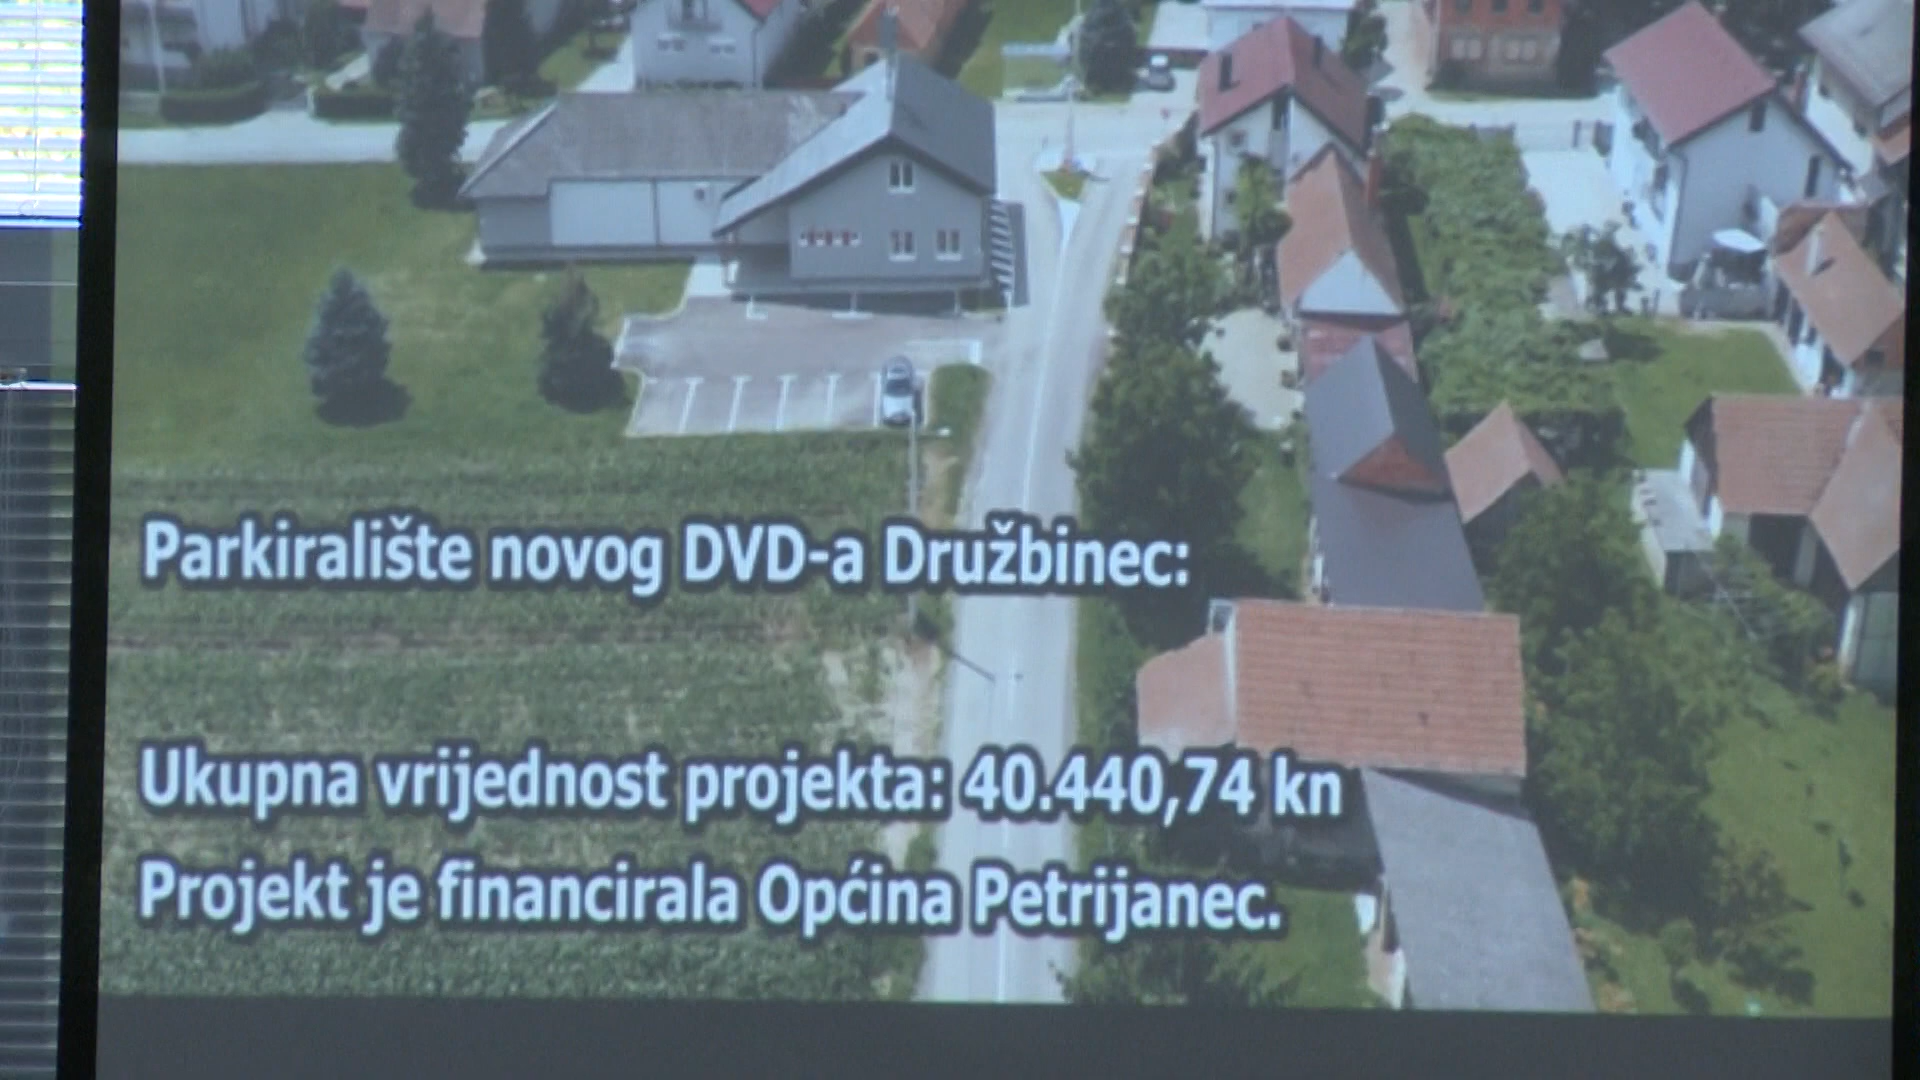 Parkiralište novog DVD-a Družbinec:
Ukupna vrijednost projekta: 40.440,74 kn
Projekt je financirala Općina Petrijanec.